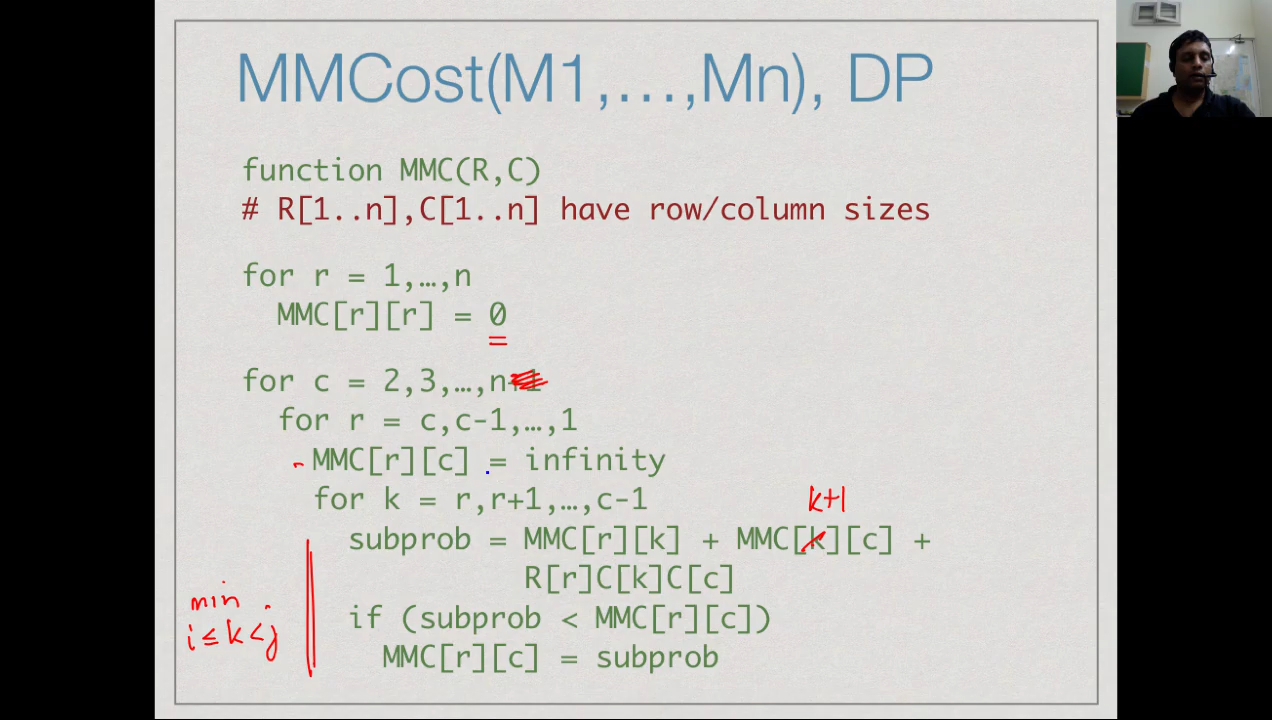 MMCost(M1,...,Mn), DP
function MMC(R,C)
# R[1..n],C[1..n] have row/column sizes
for r = 1,…,n
MMC[r][r] = 0
for c = 2,3,…,n+1
for r = c,c-1,…,1
MMC[r][c] = infinity
for k = r,r+1,…,c-1
k+1
subprob = MMC[r][k] + MMC[k][c] +
R[r]C[k]C[c]
min
if (subprob < MMC[r][c])
i≤k<j
MMC[r][c] = subprob